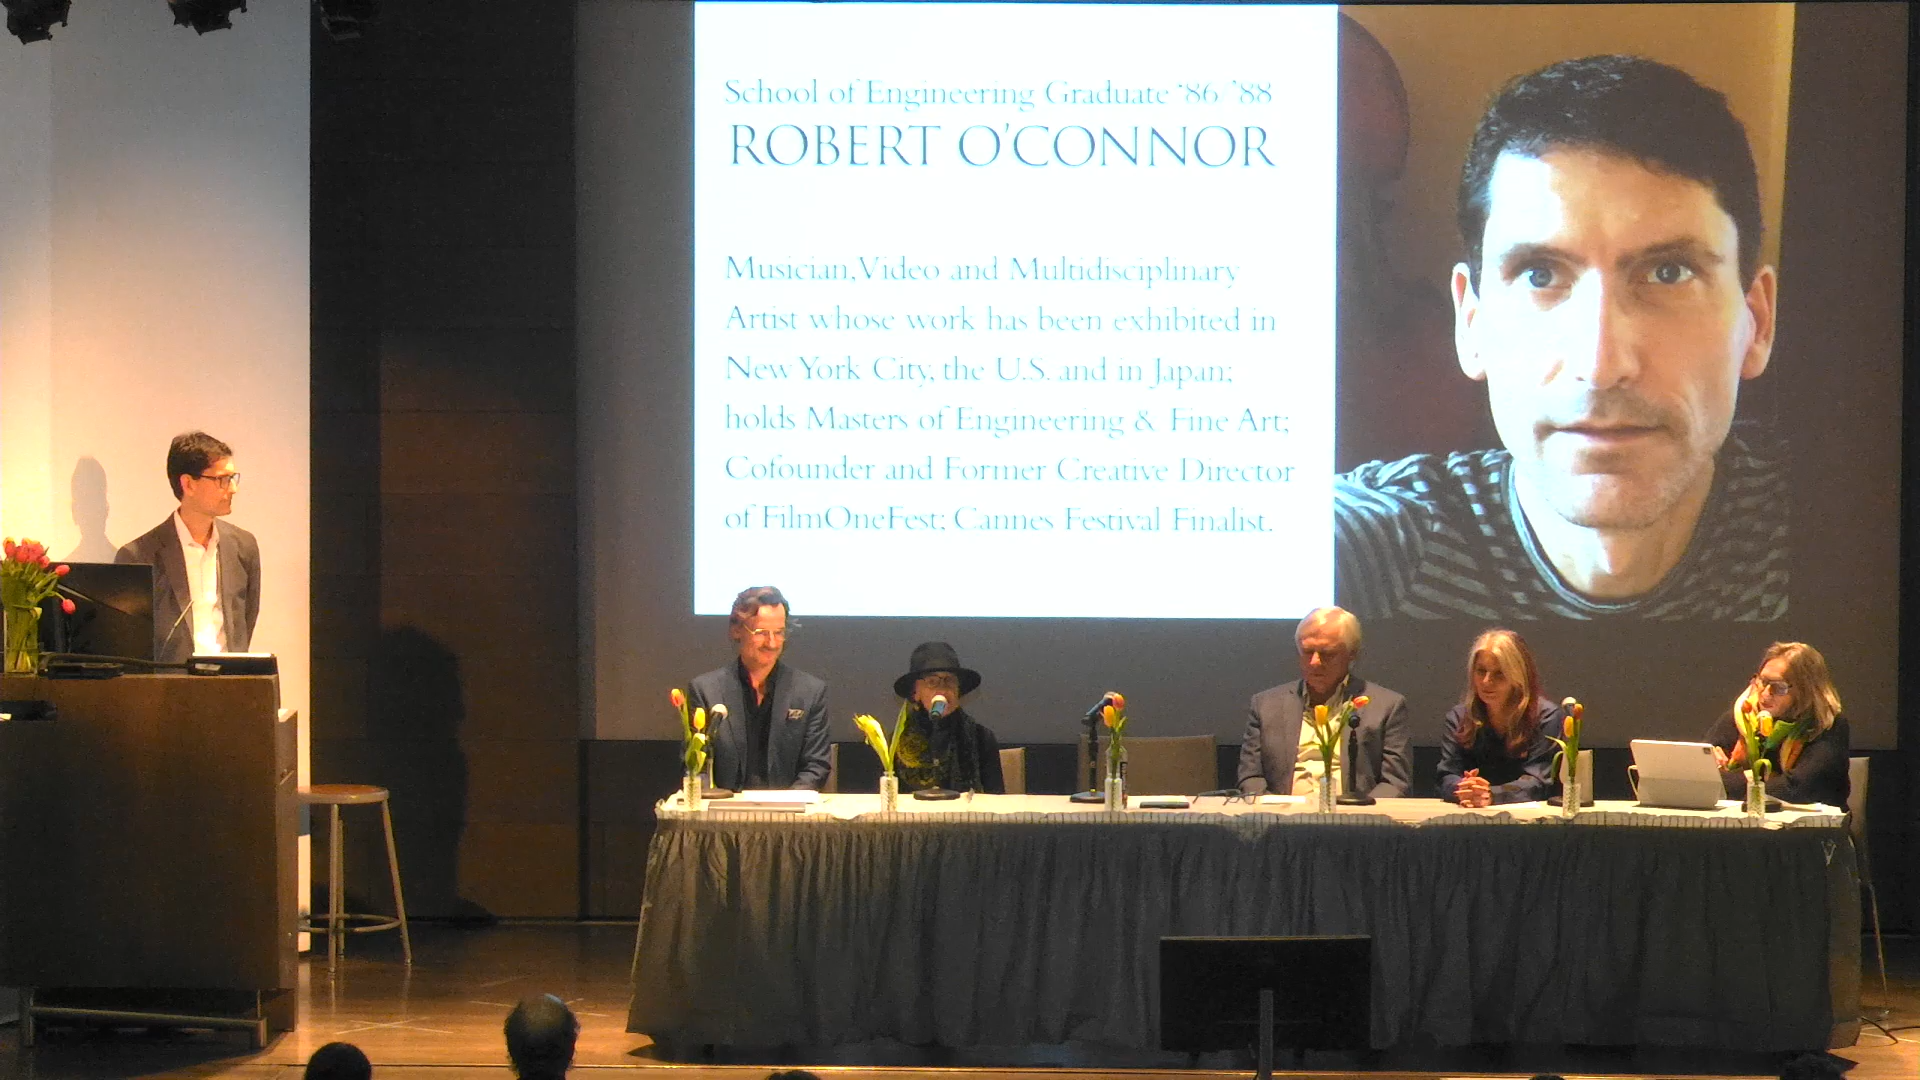 School of Engineering Graduate ‘86/’88
ROBERT O’CONNOR
Musician, Video and Multidisciplinary
Artist whose work has been exhibited in
New York City, the U.S. and in Japan;
holds Masters of Engineering & Fine Art;
Cofounder and Former Creative Director
of FilmOneFest; Cannes Festival Finalist.